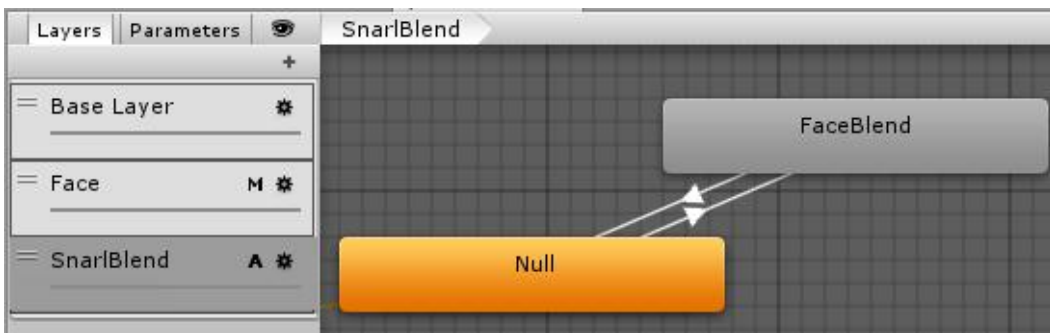 Layers Parameters SnarlBlend
+
Base Layer
Face M
SnarlBlend A
FaceBlend
Null